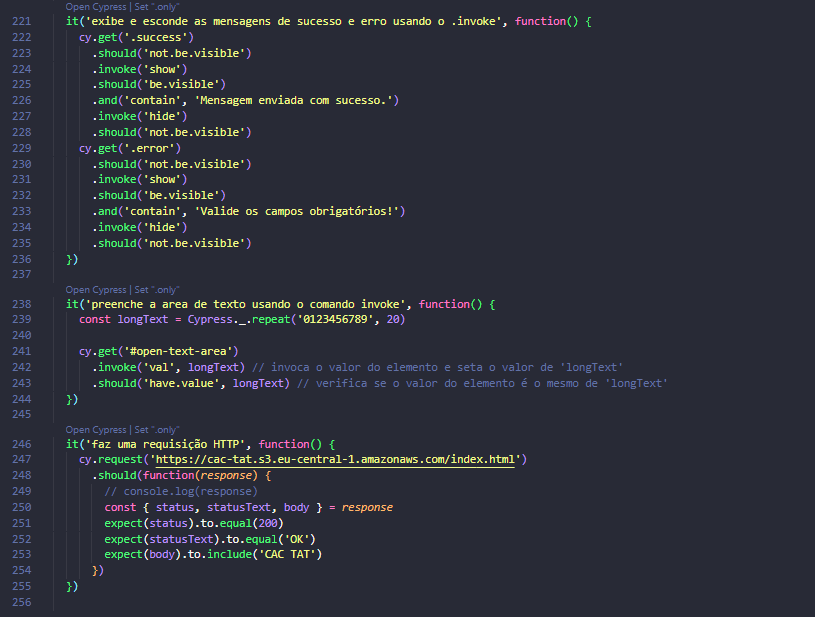 Open Cypress | Set ".only"
221 it('exibe e esconde as mensagens de sucesso e erro usando o .invoke', function() {
222 cy.get('.success')
223 .should('not.be.visible')
224 .invoke('show')
225 .should('be.visible')
226 .and('contain', 'Mensagem enviada com sucesso.')
227 .invoke('hide')
228 .should('not.be.visible')
229 cy.get('.error')
230 .should('not.be.visible')
231 .invoke('show')
232 .should('be.visible')
233 .and('contain', 'Valide os campos obrigatórios!')
234 .invoke('hide')
235 .should('not.be.visible')
236 })
237
Open Cypress | Set ".only"
238 it('preenche a area de texto usando o comando invoke', function() {
239 const longText = Cypress._.repeat('0123456789', 20)
240
241 cy.get('#open-text-area')
242 .invoke('val', longText) // invoca o valor do elemento e seta o valor de 'longText'
243 .should('have.value', longText) // verifica se o valor do elemento é o mesmo de 'longText'
244 })
245
Open Cypress | Set ".only"
246 it('faz uma requisição HTTP', function() {
247 cy.request('https://cac-tat.s3.eu-central-1.amazonaws.com/index.html')
248 .should(function(response) {
249 // console.log(response)
250 const { status, statusText, body } = response
251 expect(status).to.equal(200)
252 expect(statusText).to.equal('OK')
253 expect(body).to.include('CAC TAT')
254 })
255 })
256